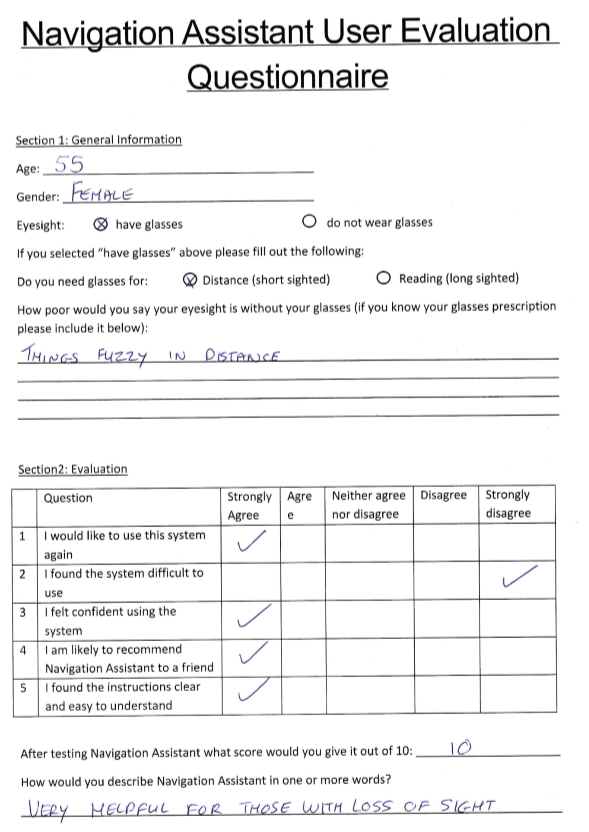 Navigation Assistant User Evaluation
Questionnaire
Section 1: General Information
Age: 55
Gender: FEMALE
Eyesight: ⊗ have glasses ○ do not wear glasses
If you selected "have glasses" above please fill out the following:
Do you need glasses for: ⊗ Distance (short sighted) ○ Reading (long sighted)
How poor would you say your eyesight is without your glasses (if you know your glasses prescription
please include it below):
THINGS FUZZY IN DISTANCE
Section2: Evaluation
Question Strongly Agre Neither agree Disagree Strongly
Agree e nor disagree disagree
1 I would like to use this system ✓
again
2 I found the system difficult to ✓
use
3 I felt confident using the ✓
system
4 I am likely to recommend ✓
Navigation Assistant to a friend
5 I found the instructions clear ✓
and easy to understand
After testing Navigation Assistant what score would you give it out of 10: 10
How would you describe Navigation Assistant in one or more words?
VERY HELPFUL FOR THOSE WITH LOSS OF SIGHT